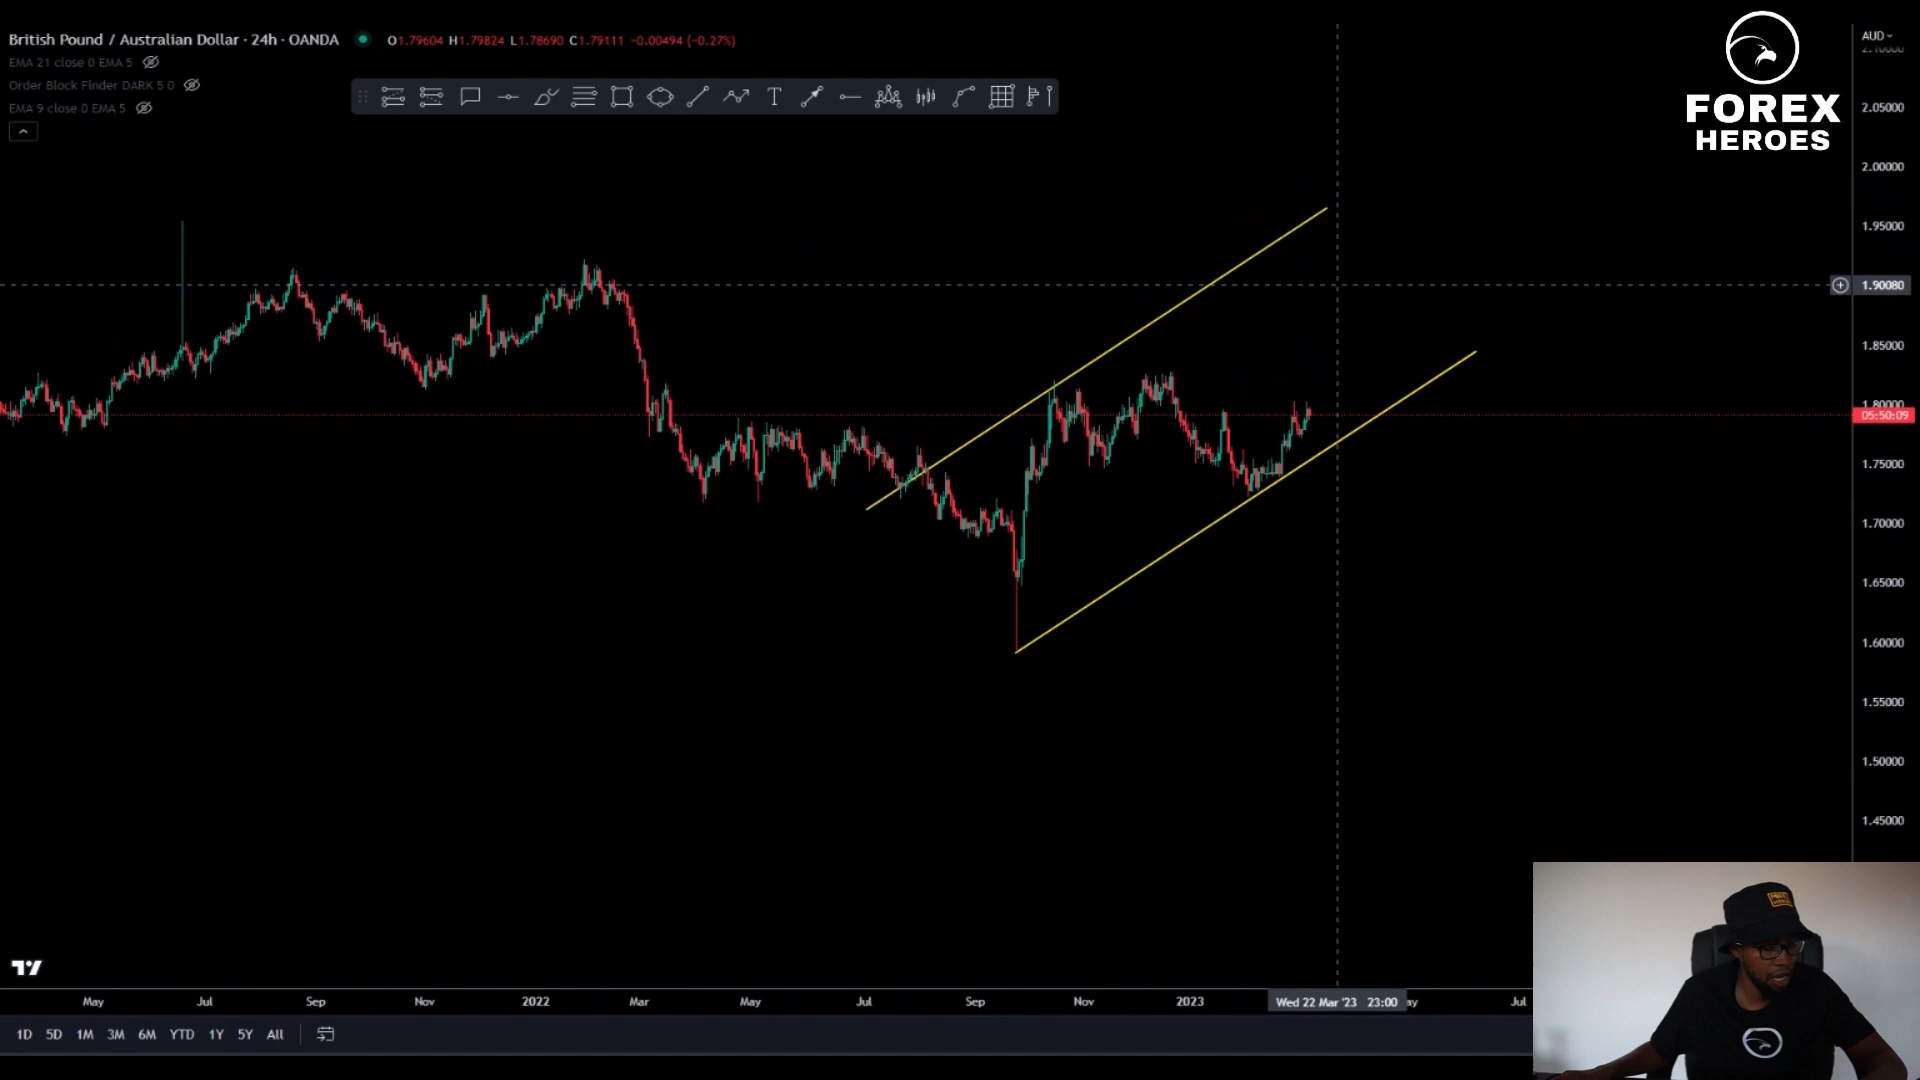 British Pound / Australian Dollar · 24h · OANDA
O1.79604 H1.79824 L1.78690 C1.79111 -0.00494 (-0.27%)
EMA 21 close 0 EMA 5
Order Block Finder DARK 5 0
EMA 9 close 0 EMA 5
FOREX
HEROES
AUD
2.10000
2.05000
2.00000
1.95000
1.90080
1.85000
1.80000
05:50:09
1.75000
1.70000
1.65000
1.60000
1.55000
1.50000
1.45000
May Jul Sep Nov 2022 Mar May Jul Sep Nov 2023 Wed 22 Mar '23 23:00 ay Jul
1D 5D 1M 3M 6M YTD 1Y 5Y All